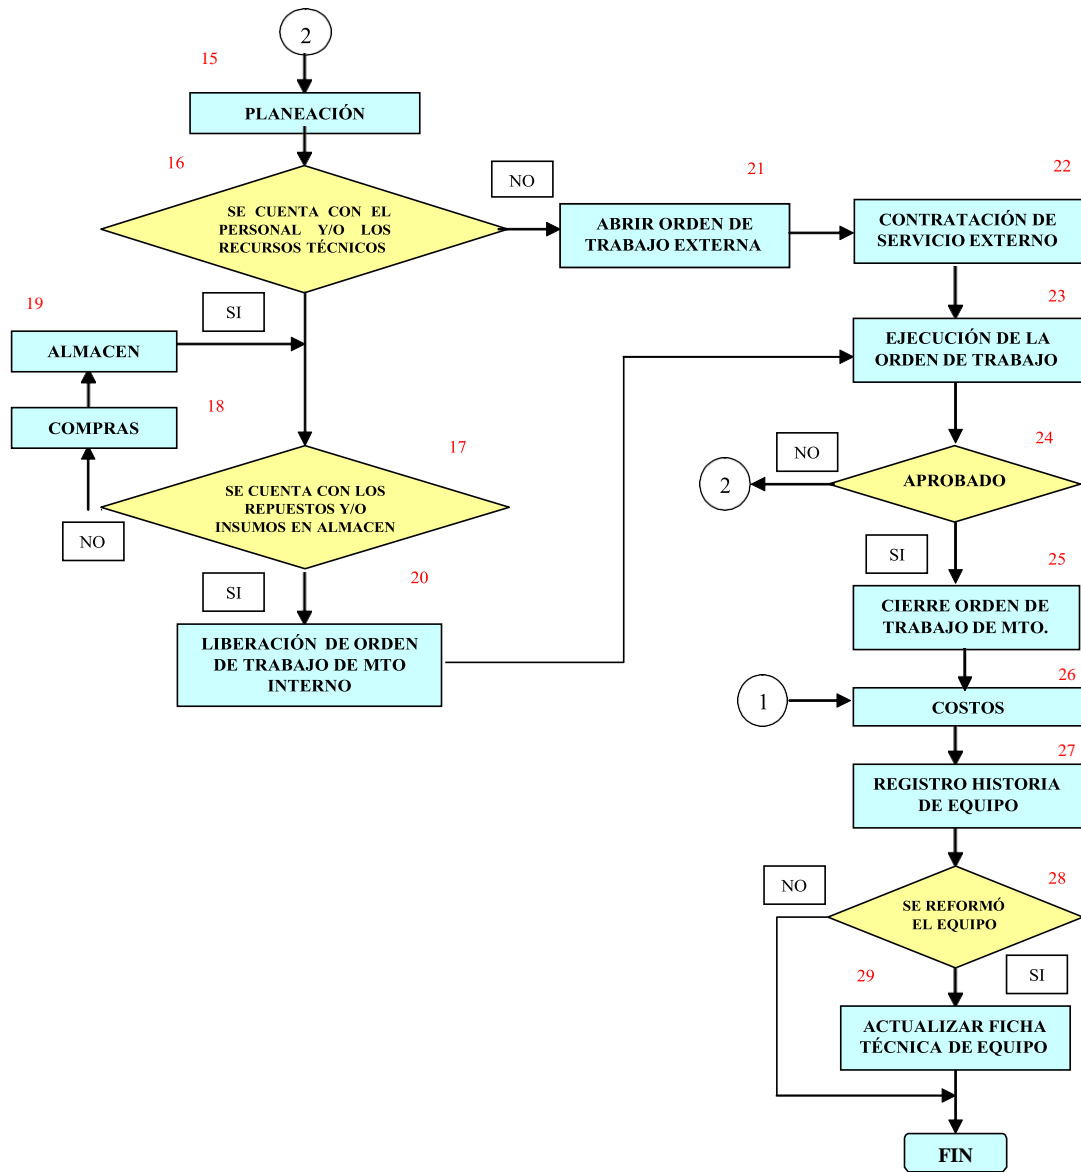 2
15
PLANEACIÓN
16
SE CUENTA CON EL
PERSONAL Y/O LOS
RECURSOS TÉCNICOS
NO
21
ABRIR ORDEN DE
TRABAJO EXTERNA
22
CONTRATACIÓN DE
SERVICIO EXTERNO
SI
19
ALMACEN
18
COMPRAS
NO
17
SE CUENTA CON LOS
REPUESTOS Y/O
INSUMOS EN ALMACEN
SI
20
LIBERACIÓN DE ORDEN
DE TRABAJO DE MTO
INTERNO
23
EJECUCIÓN DE LA
ORDEN DE TRABAJO
24
APROBADO
NO
2
SI
25
CIERRE ORDEN DE
TRABAJO DE MTO.
26
1
COSTOS
27
REGISTRO HISTORIA
DE EQUIPO
28
SE REFORMÓ
EL EQUIPO
NO
SI
29
ACTUALIZAR FICHA
TÉCNICA DE EQUIPO
FIN